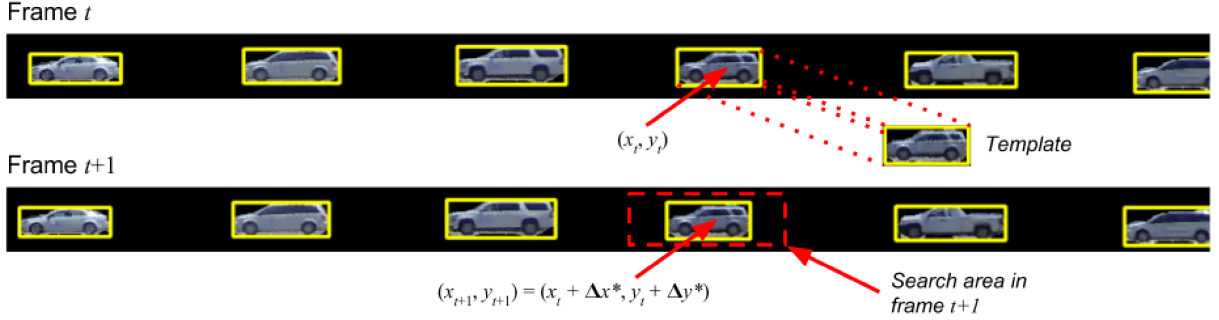 Frame t
(xt, yt)
Template
Frame t+1
(xt+1, yt+1) = (xt + Δx*, yt + Δy*)
Search area in
frame t+1